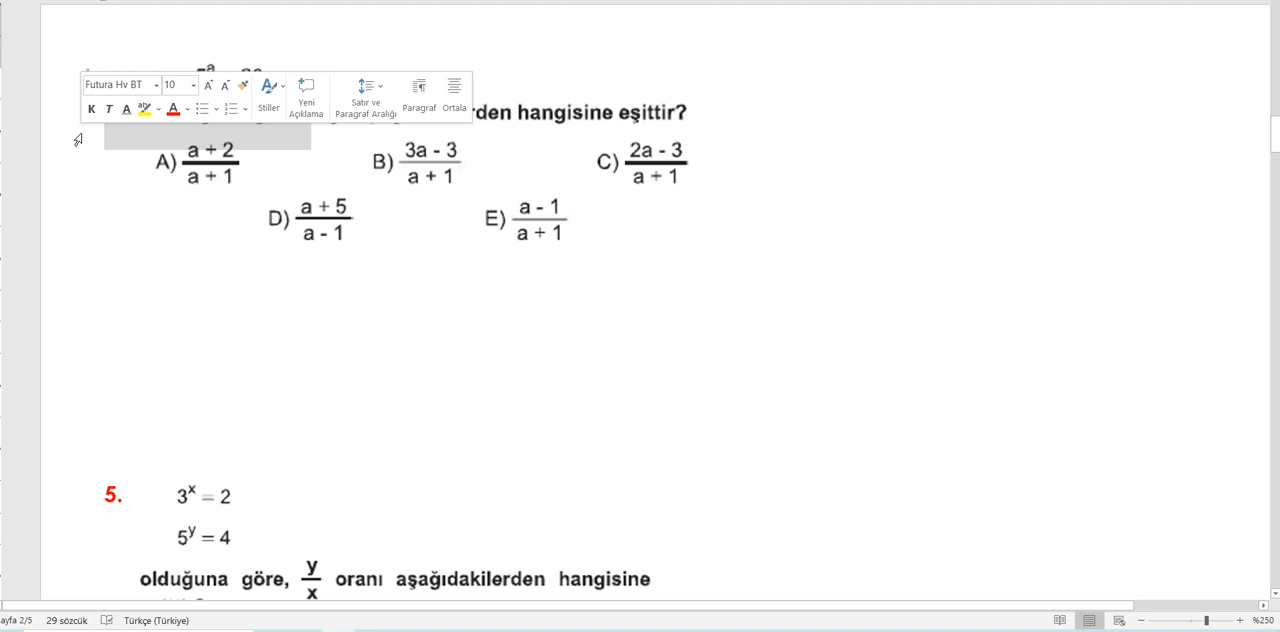 Futura Hv BT 10 A A
K T A aby A Stiller Yeni Açıklama Satır ve Paragraf Aralığı Paragraf Ortala
den hangisine eşittir?
A) a + 2 / a + 1 B) 3a - 3 / a + 1 C) 2a - 3 / a + 1
D) a + 5 / a - 1 E) a - 1 / a + 1
5. 3^x = 2
5^y = 4
olduğuna göre, y/x oranı aşağıdakilerden hangisine
ayfa 2/5 29 sözcük Türkçe (Türkiye) %250